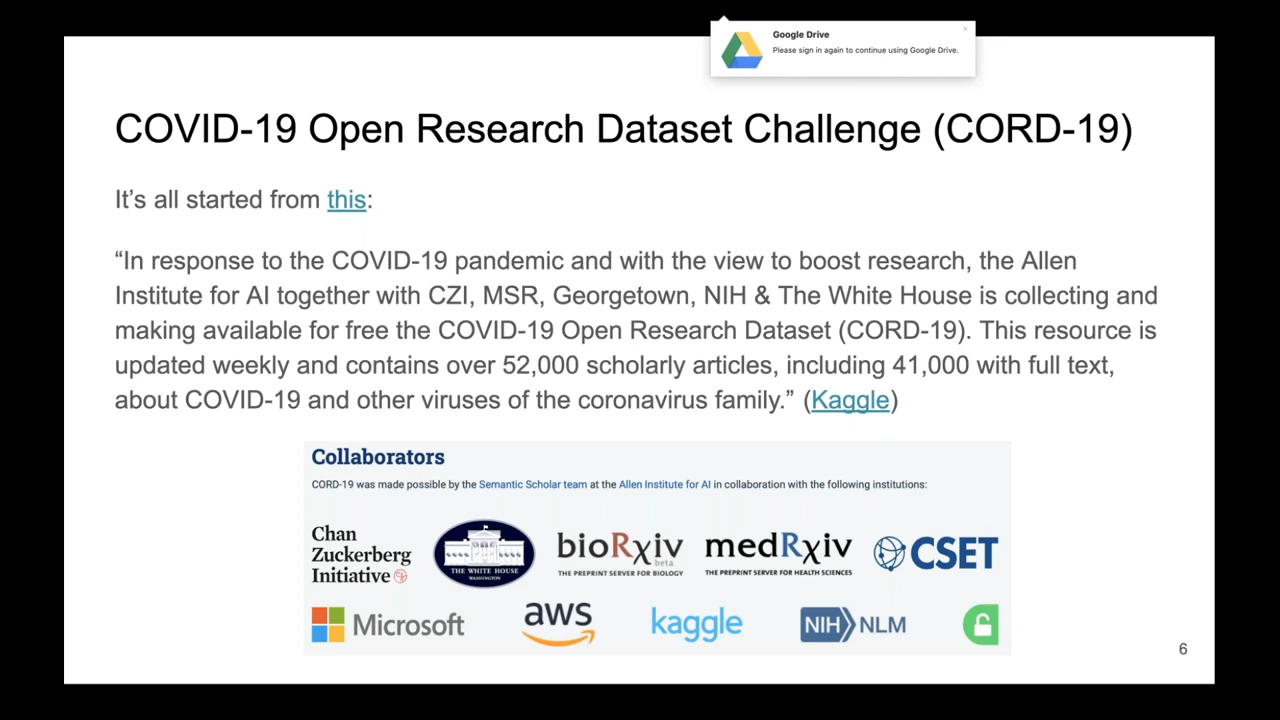 Google Drive
Please sign in again to continue using Google Drive.
COVID-19 Open Research Dataset Challenge (CORD-19)
It’s all started from this:
“In response to the COVID-19 pandemic and with the view to boost research, the Allen
Institute for AI together with CZI, MSR, Georgetown, NIH & The White House is collecting and
making available for free the COVID-19 Open Research Dataset (CORD-19). This resource is
updated weekly and contains over 52,000 scholarly articles, including 41,000 with full text,
about COVID-19 and other viruses of the coronavirus family.” (Kaggle)
Collaborators
CORD-19 was made possible by the Semantic Scholar team at the Allen Institute for AI in collaboration with the following institutions:
Chan
Zuckerberg
Initiative
THE WHITE HOUSE
WASHINGTON
bioRxiv
beta
THE PREPRINT SERVER FOR BIOLOGY
medRxiv
THE PREPRINT SERVER FOR HEALTH SCIENCES
CSET
Microsoft
aws
kaggle
NIH NLM
6